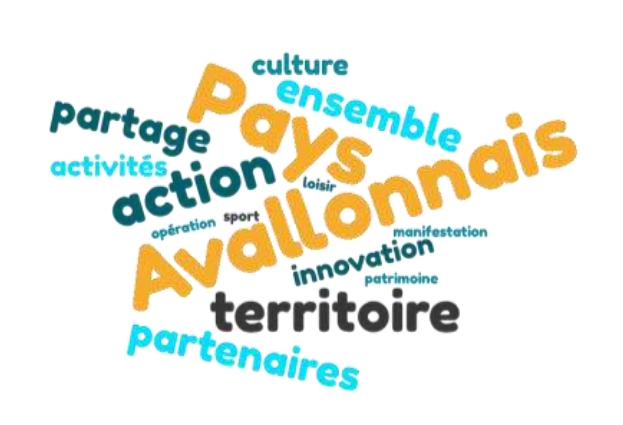 culture
Pays
ensemble
partage
Avallonnais
activités
action
loisir
sport
opération
manifestation
innovation
patrimoine
territoire
partenaires